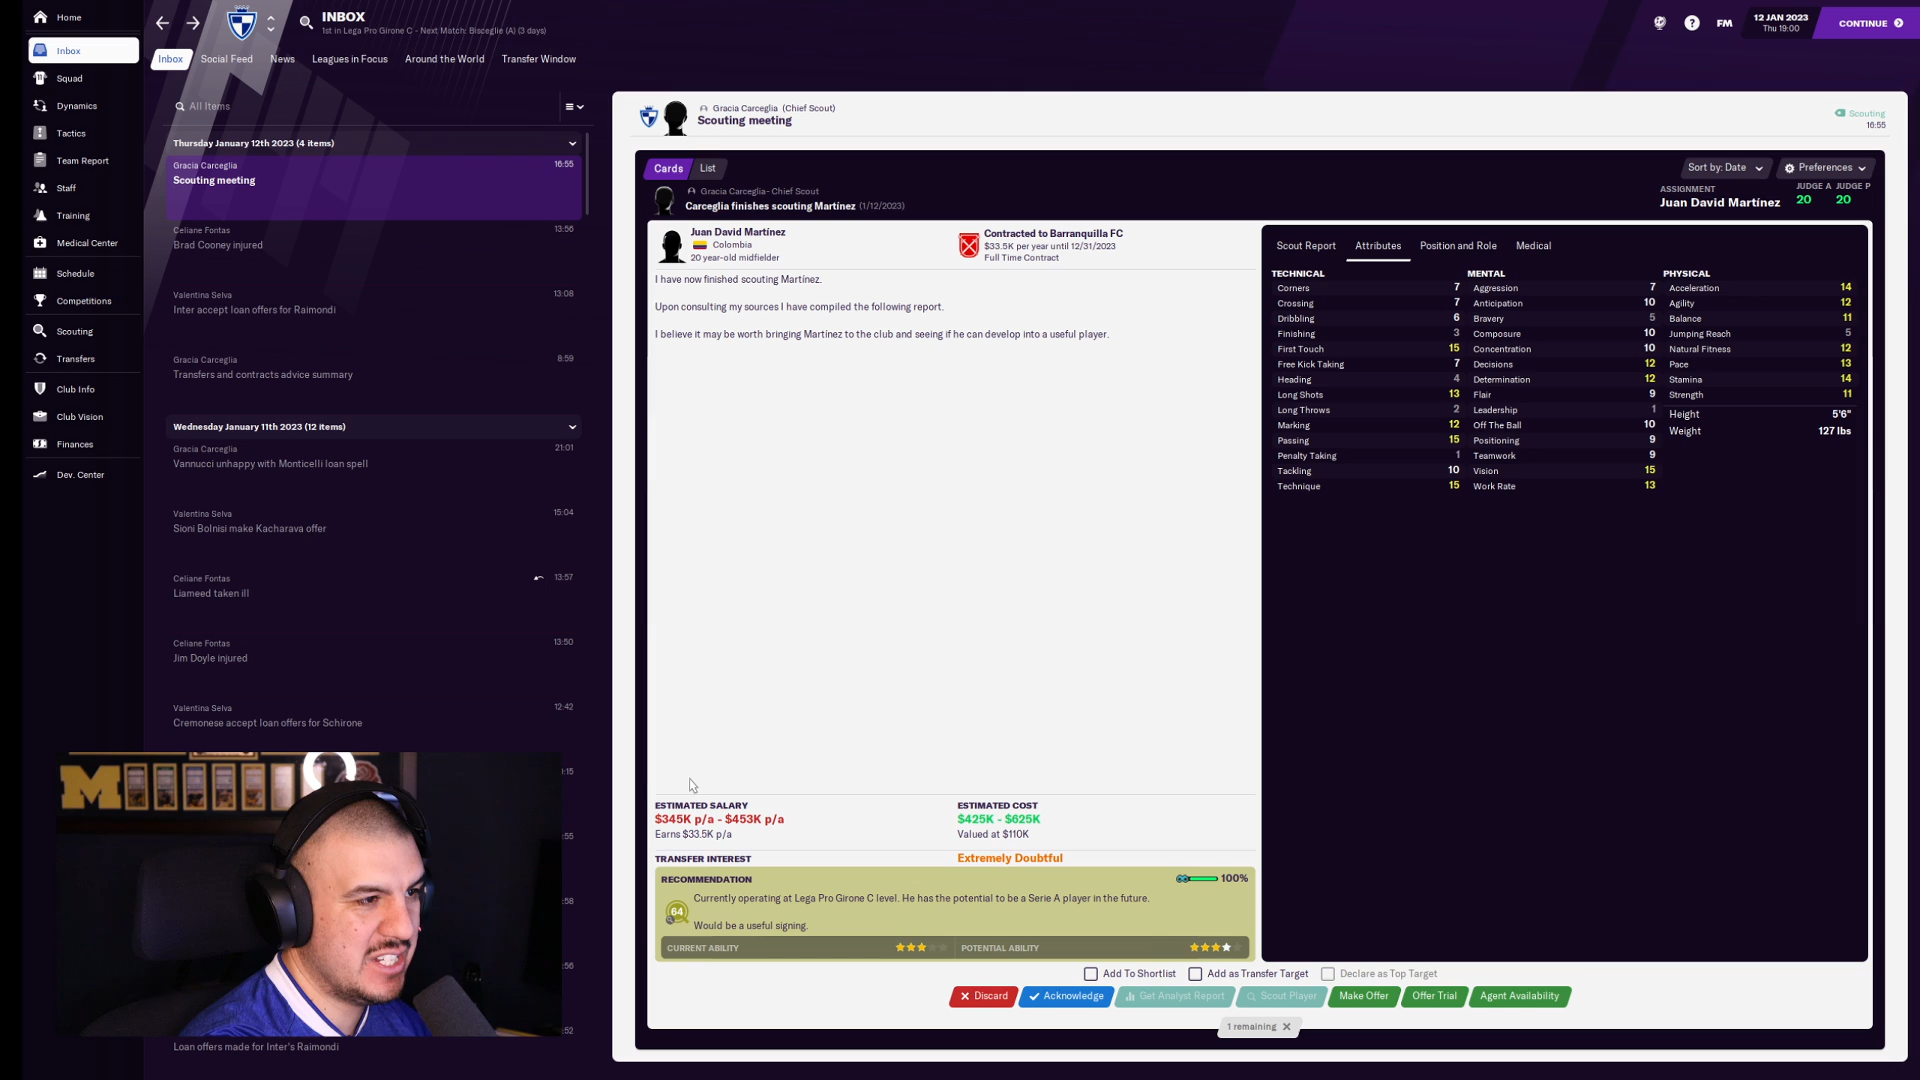 Home
Inbox
Squad
Dynamics
Tactics
Team Report
Staff
Training
Medical Center
Schedule
Competitions
Scouting
Transfers
Club Info
Club Vision
Finances
Dev. Center
INBOX
1st in Lega Pro Girone C - Next Match: Bisceglie (A) (3 days)
FM
12 JAN 2023
Thu 19:00
CONTINUE
Inbox Social Feed News Leagues in Focus Around the World Transfer Window
All Items
Thursday January 12th 2023 (4 items)
Gracia Carceglia 16:55
Scouting meeting
Celiane Fontas 13:56
Brad Cooney injured
Valentina Selva 13:08
Inter accept loan offers for Raimondi
Gracia Carceglia 8:59
Transfers and contracts advice summary
Wednesday January 11th 2023 (12 items)
Gracia Carceglia 21:01
Vannucci unhappy with Monticelli loan spell
Valentina Selva 15:04
Sioni Bolnisi make Kacharava offer
Celiane Fontas 13:57
Liameed taken ill
Celiane Fontas 13:50
Jim Doyle injured
Valentina Selva 12:42
Cremonese accept loan offers for Schirone
:15
:55
:58
:56
:52
Loan offers made for Inter's Raimondi
M
Gracia Carceglia (Chief Scout)
Scouting meeting
Scouting
16:55
Cards List
Sort by: Date Preferences
Gracia Carceglia- Chief Scout
Carceglia finishes scouting Martínez (1/12/2023)
ASSIGNMENT JUDGE A JUDGE P
Juan David Martínez 20 20
Juan David Martínez
Colombia
20 year-old midfielder
Contracted to Barranquilla FC
$33.5K per year until 12/31/2023
Full Time Contract
I have now finished scouting Martínez.
Upon consulting my sources I have compiled the following report.
I believe it may be worth bringing Martínez to the club and seeing if he can develop into a useful player.
ESTIMATED SALARY
$345K p/a - $453K p/a
Earns $33.5K p/a
ESTIMATED COST
$425K - $625K
Valued at $110K
TRANSFER INTEREST Extremely Doubtful
RECOMMENDATION 100%
64
Currently operating at Lega Pro Girone C level. He has the potential to be a Serie A player in the future.
Would be a useful signing.
CURRENT ABILITY POTENTIAL ABILITY
Scout Report Attributes Position and Role Medical
TECHNICAL
Corners 7
Crossing 7
Dribbling 6
Finishing 3
First Touch 15
Free Kick Taking 7
Heading 4
Long Shots 13
Long Throws 2
Marking 12
Passing 15
Penalty Taking 1
Tackling 10
Technique 15
MENTAL
Aggression 7
Anticipation 10
Bravery 5
Composure 10
Concentration 10
Decisions 12
Determination 12
Flair 9
Leadership 1
Off The Ball 10
Positioning 9
Teamwork 9
Vision 15
Work Rate 13
PHYSICAL
Acceleration 14
Agility 12
Balance 11
Jumping Reach 5
Natural Fitness 12
Pace 13
Stamina 14
Strength 11
Height 5'6"
Weight 127 lbs
Add To Shortlist Add as Transfer Target Declare as Top Target
Discard Acknowledge Get Analyst Report Scout Player Make Offer Offer Trial Agent Availability
1 remaining